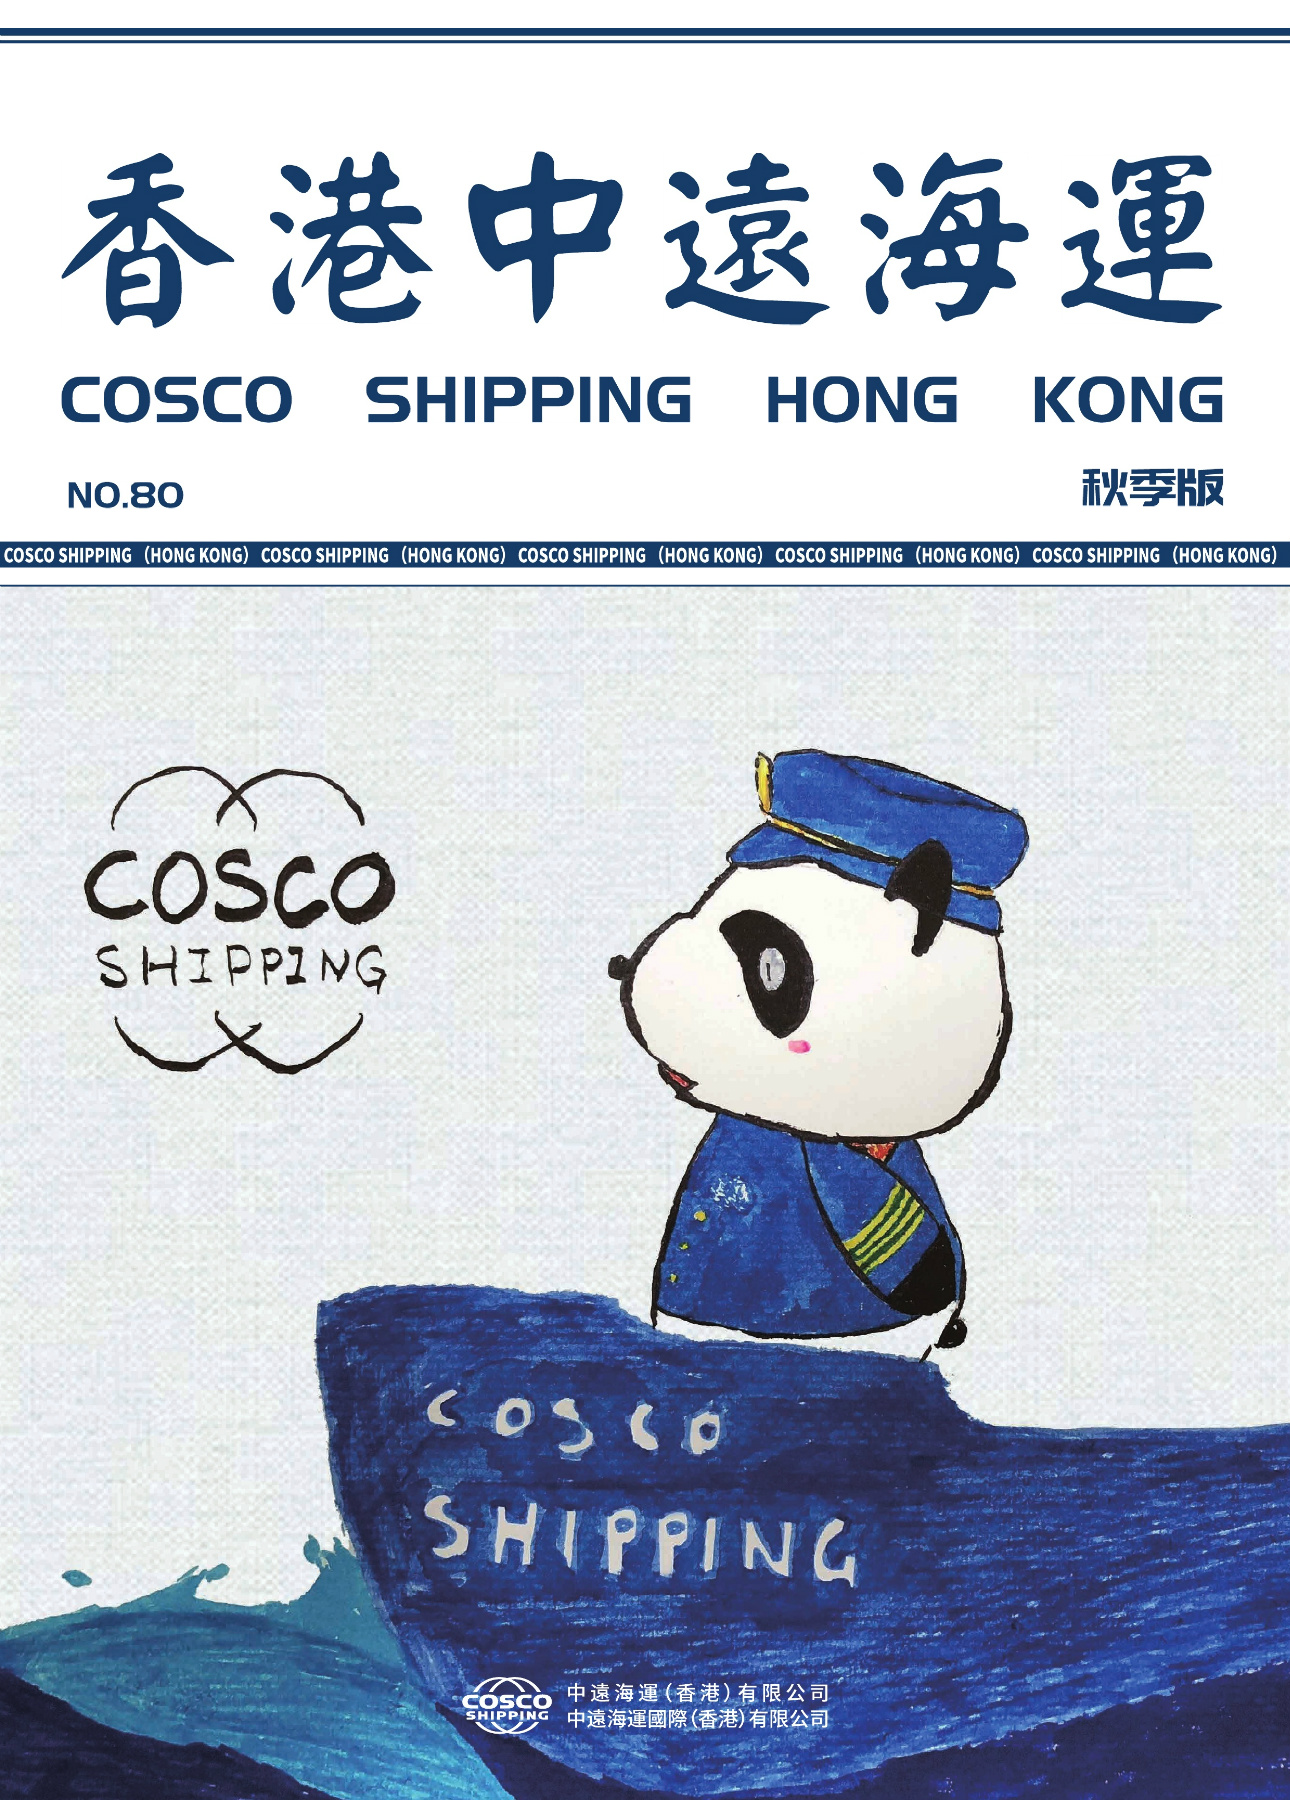 香港中遠海運
COSCO SHIPPING HONG KONG
NO.80
秋季版
COSCO SHIPPING （HONG KONG） COSCO SHIPPING （HONG KONG） COSCO SHIPPING （HONG KONG） COSCO SHIPPING （HONG KONG） COSCO SHIPPING （HONG KONG）
COSCO
SHIPPING
COSCO
SHIPPING
COSCO
SHIPPING
中遠海運（香港）有限公司
中遠海運國際（香港）有限公司